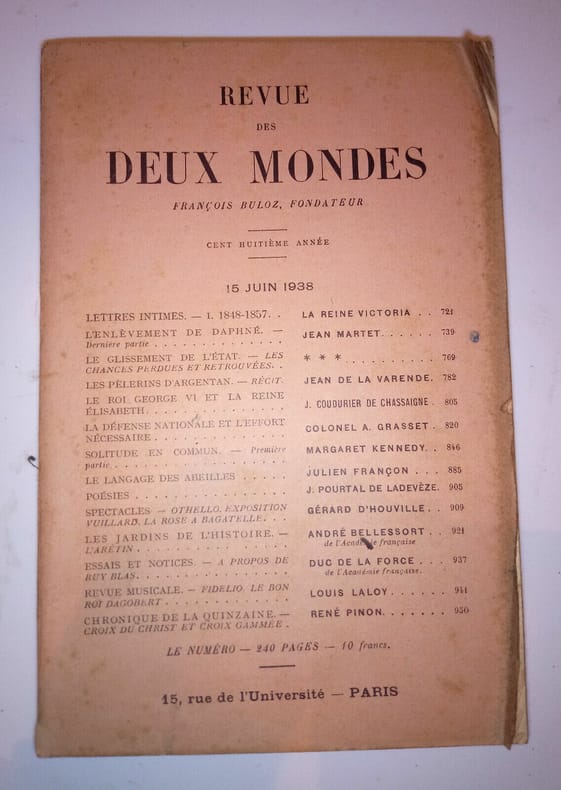 REVUE
DES
DEUX MONDES
FRANÇOIS BULOZ, FONDATEUR
CENT HUITIÈME ANNÉE
15 JUIN 1938
LETTRES INTIMES. — I. 1848-1857. . LA REINE VICTORIA . . 721
L'ENLÈVEMENT DE DAPHNÉ. — JEAN MARTET. . . . . . 739
Dernière partie . . . . . . . . . . . . . .
LE GLISSEMENT DE L'ÉTAT. — LES * * * . . . . . . . . . . 769
CHANCES PERDUES ET RETROUVÉES. .
LES PÈLERINS D'ARGENTAN. — RÉCIT. JEAN DE LA VARENDE. 782
LE ROI GEORGE VI ET LA REINE J. COUDURIER DE CHASSAIGNE . 805
ÉLISABETH. . . . . . . . . . . . . . .
LA DÉFENSE NATIONALE ET L'EFFORT COLONEL A. GRASSET . 820
NÉCESSAIRE . . . . . . . . . . . . . .
SOLITUDE EN COMMUN. — Première MARGARET KENNEDY. . 846
partie. . . . . . . . . . . . . . . . . .
LE LANGAGE DES ABEILLES . . . . . JULIEN FRANÇON . . . 885
POÉSIES . . . . . . . . . . . . . . . . J. POURTAL DE LADEVÈZE. 905
SPECTACLES — OTHELLO, EXPOSITION GÉRARD D'HOUVILLE. . 909
VUILLARD, LA ROSE A BAGATELLE. . .
LES JARDINS DE L'HISTOIRE. — ANDRÉ BELLESSORT . . 921
L'ARÉTIN . . . . . . . . . . . . . . . de l'Académie française
ESSAIS ET NOTICES. — A PROPOS DE DUC DE LA FORCE . . 937
RUY BLAS. . . . . . . . . . . . . . . . de l'Académie française.
REVUE MUSICALE. — FIDELIO, LE BON LOUIS LALOY . . . . . . 941
ROI DAGOBERT . . . . . . . . . . . . .
CHRONIQUE DE LA QUINZAINE. — RENÉ PINON. . . . . . . 950
CROIX DU CHRIST ET CROIX GAMMÉE .
LE NUMÉRO — 240 PAGES — 10 francs.
15, rue de l'Université — PARIS